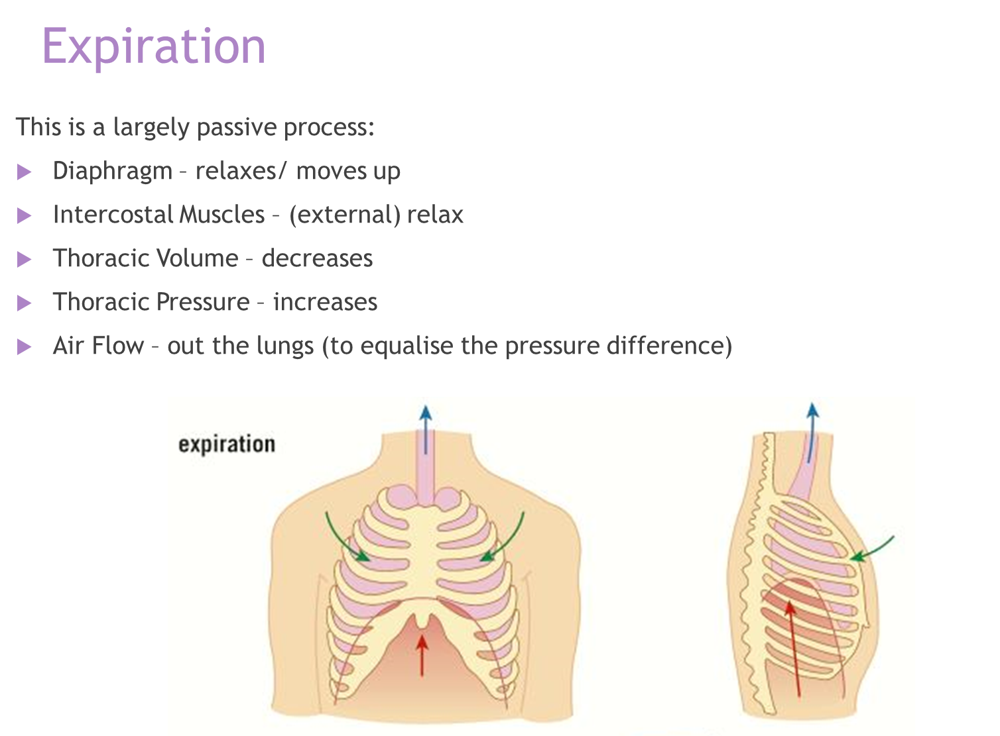 Expiration
This is a largely passive process:
Diaphragm – relaxes/ moves up
Intercostal Muscles – (external) relax
Thoracic Volume – decreases
Thoracic Pressure – increases
Air Flow – out the lungs (to equalise the pressure difference)
expiration